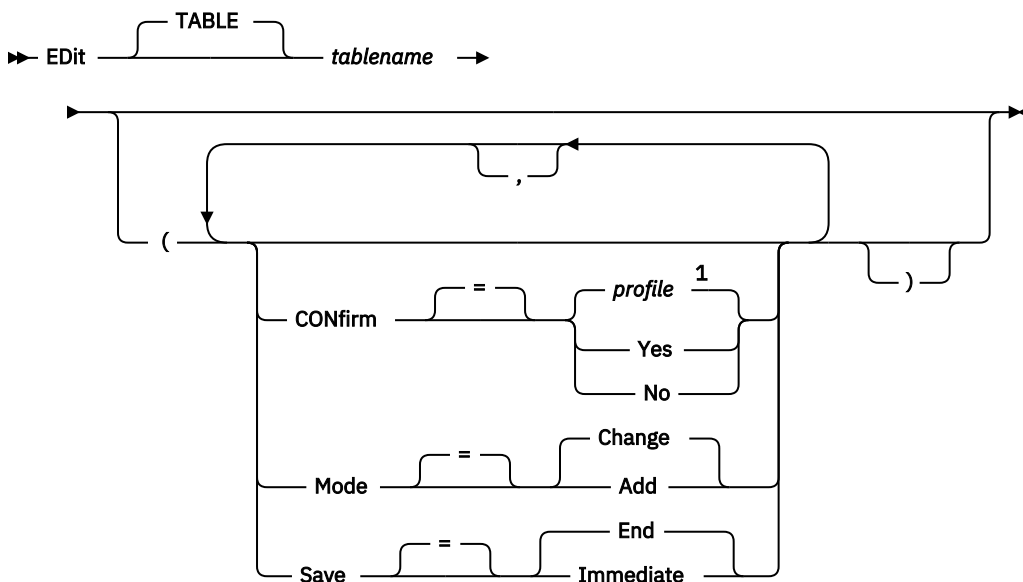 TABLE
EDit tablename
,
( )
= profile 1
CONfirm
Yes
No
Change
=
Mode Add
End
=
Save Immediate